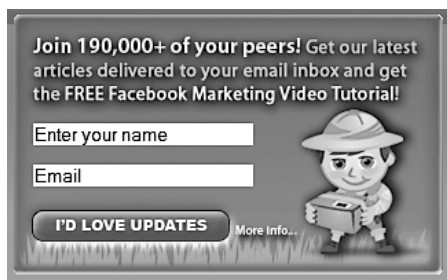 Join 190,000+ of your peers! Get our latest
articles delivered to your email inbox and get
the FREE Facebook Marketing Video Tutorial!
Enter your name
Email
I'D LOVE UPDATES
More Info...